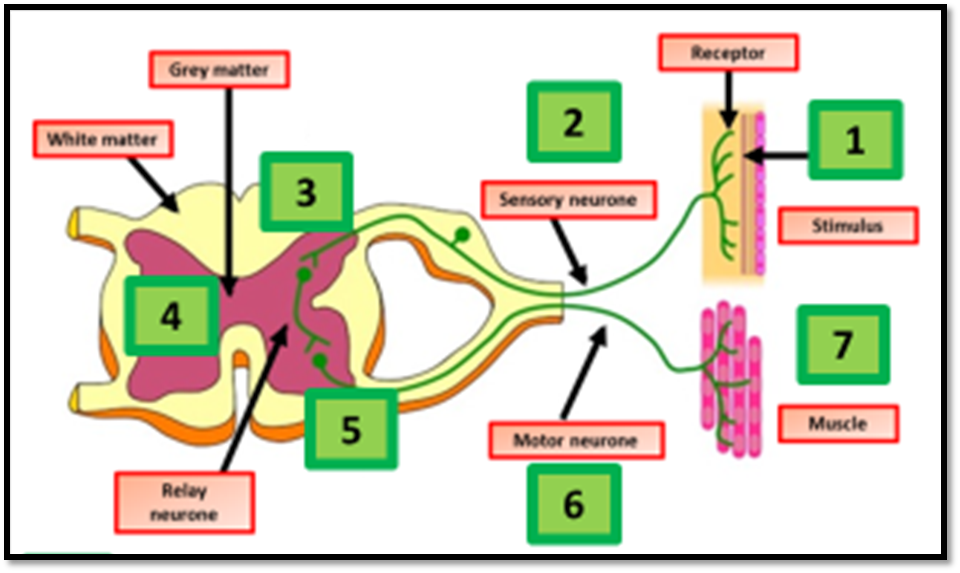 Grey matter
White matter
Receptor
1
2
3
Sensory neurone
Stimulus
4
5
7
Motor neurone
Muscle
Relay
neurone
6